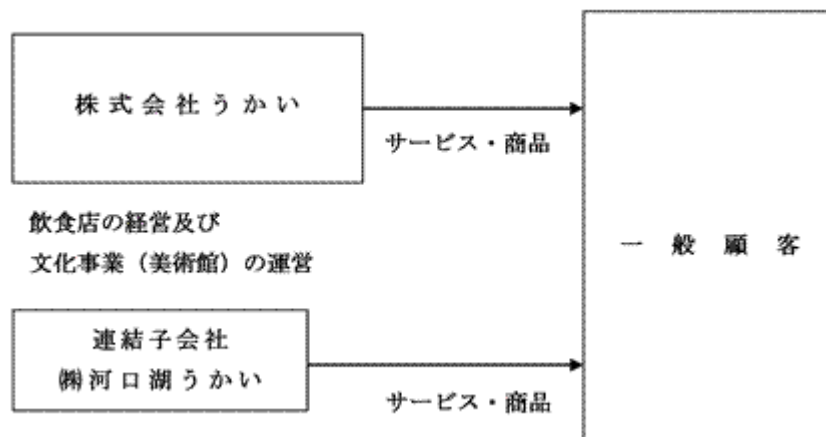 株式会社うかい
サービス・商品
飲食店の経営及び
文化事業（美術館）の運営
一般顧客
連結子会社
㈱河口湖うかい
サービス・商品